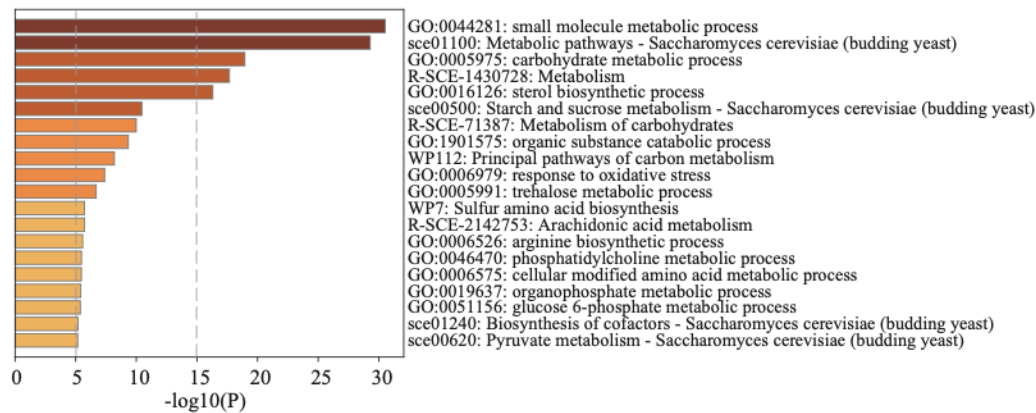 GO:0044281: small molecule metabolic process
sce01100: Metabolic pathways - Saccharomyces cerevisiae (budding yeast)
GO:0005975: carbohydrate metabolic process
R-SCE-1430728: Metabolism
GO:0016126: sterol biosynthetic process
sce00500: Starch and sucrose metabolism - Saccharomyces cerevisiae (budding yeast)
R-SCE-71387: Metabolism of carbohydrates
GO:1901575: organic substance catabolic process
WP112: Principal pathways of carbon metabolism
GO:0006979: response to oxidative stress
GO:0005991: trehalose metabolic process
WP7: Sulfur amino acid biosynthesis
R-SCE-2142753: Arachidonic acid metabolism
GO:0006526: arginine biosynthetic process
GO:0046470: phosphatidylcholine metabolic process
GO:0006575: cellular modified amino acid metabolic process
GO:0019637: organophosphate metabolic process
GO:0051156: glucose 6-phosphate metabolic process
sce01240: Biosynthesis of cofactors - Saccharomyces cerevisiae (budding yeast)
sce00620: Pyruvate metabolism - Saccharomyces cerevisiae (budding yeast)
0 5 10 15 20 25 30
-log10(P)